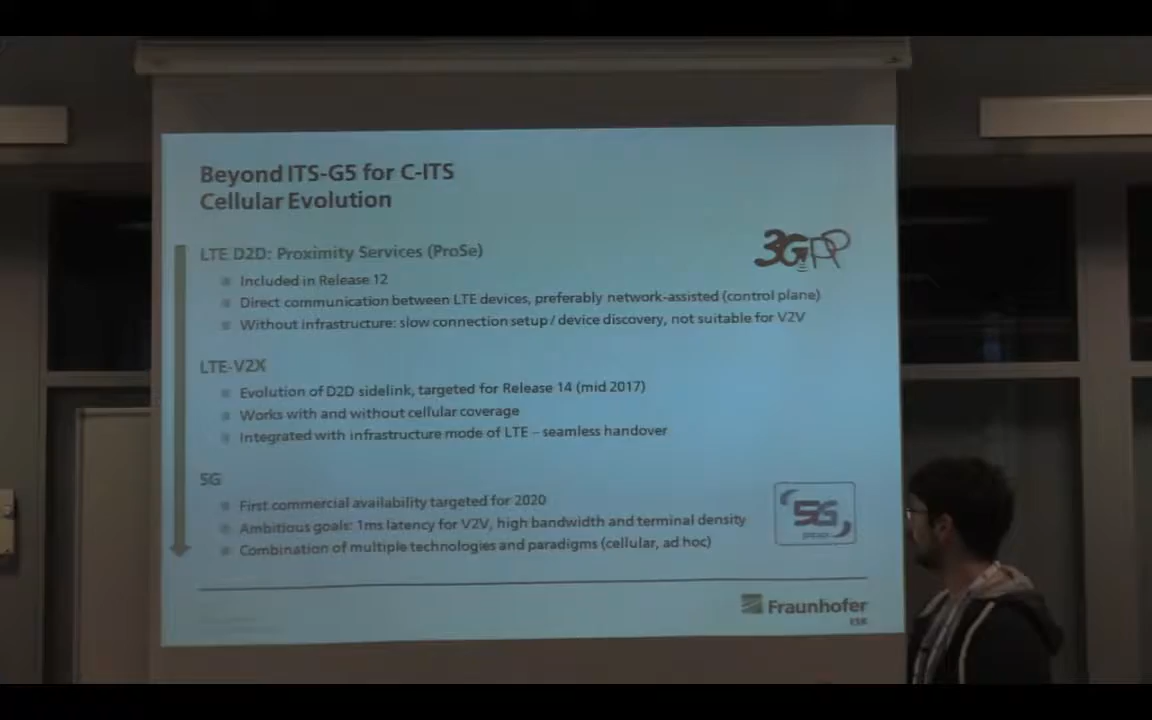 Beyond ITS-G5 for C-ITS
Cellular Evolution
3GPP
LTE D2D: Proximity Services (ProSe)
Included in Release 12
Direct communication between LTE devices, preferably network-assisted (control plane)
Without infrastructure: slow connection setup / device discovery, not suitable for V2V
LTE-V2X
Evolution of D2D sidelink, targeted for Release 14 (mid 2017)
Works with and without cellular coverage
Integrated with infrastructure mode of LTE – seamless handover
5G
First commercial availability targeted for 2020
Ambitious goals: 1ms latency for V2V, high bandwidth and terminal density
Combination of multiple technologies and paradigms (cellular, ad hoc)
5G
Fraunhofer
ESK